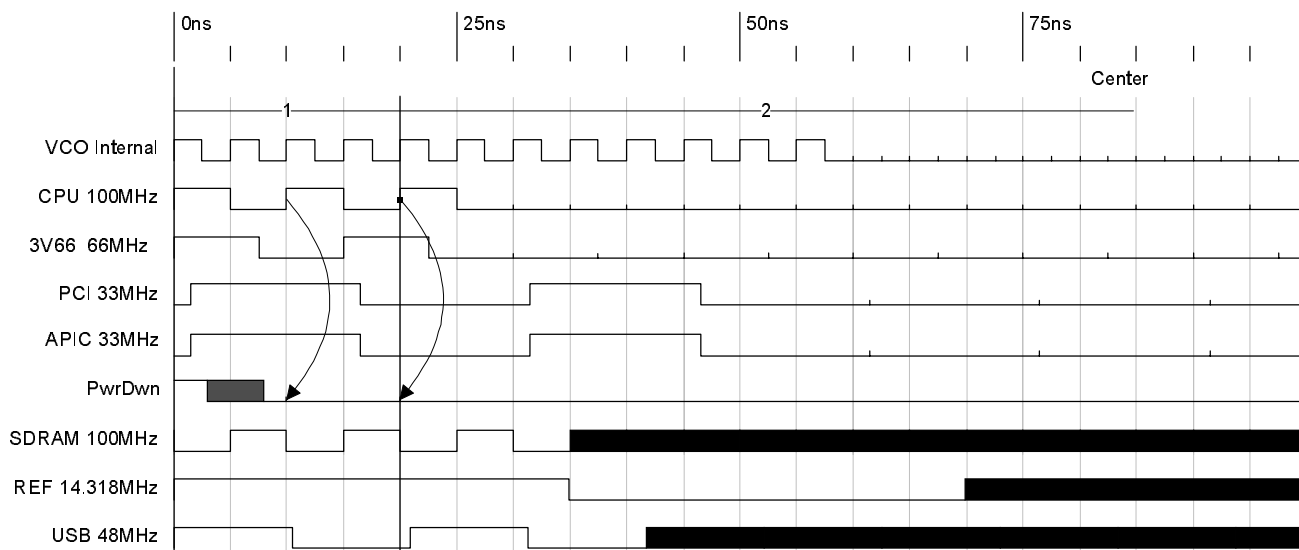 0ns 25ns 50ns 75ns
Center
1 2
VCO Internal
CPU 100MHz
3V66 66MHz
PCI 33MHz
APIC 33MHz
PwrDwn
SDRAM 100MHz
REF 14.318MHz
USB 48MHz